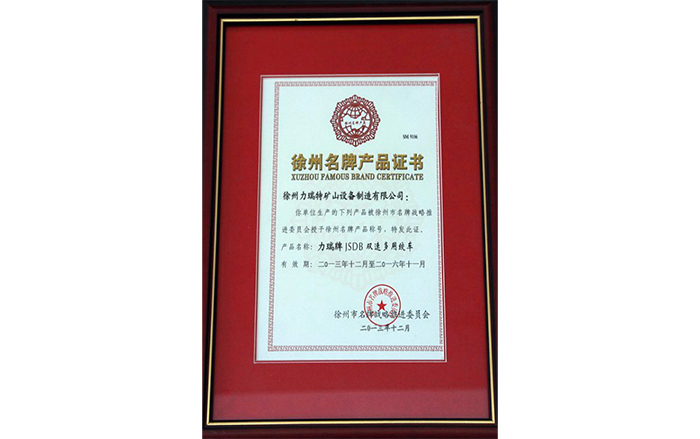 徐州名牌产品证书
XUZHOU FAMOUS BRAND CERTIFICATE
徐州力瑞特矿山设备制造有限公司：
你单位生产的下列产品被徐州市名牌战略推
进委员会授予徐州名牌产品称号，特发此证。
产品名称：力瑞牌JSDB双速多用绞车
有效期：二〇一三年十二月至二〇一六年十一月
徐州市名牌战略推进委员会
二〇一三年十二月